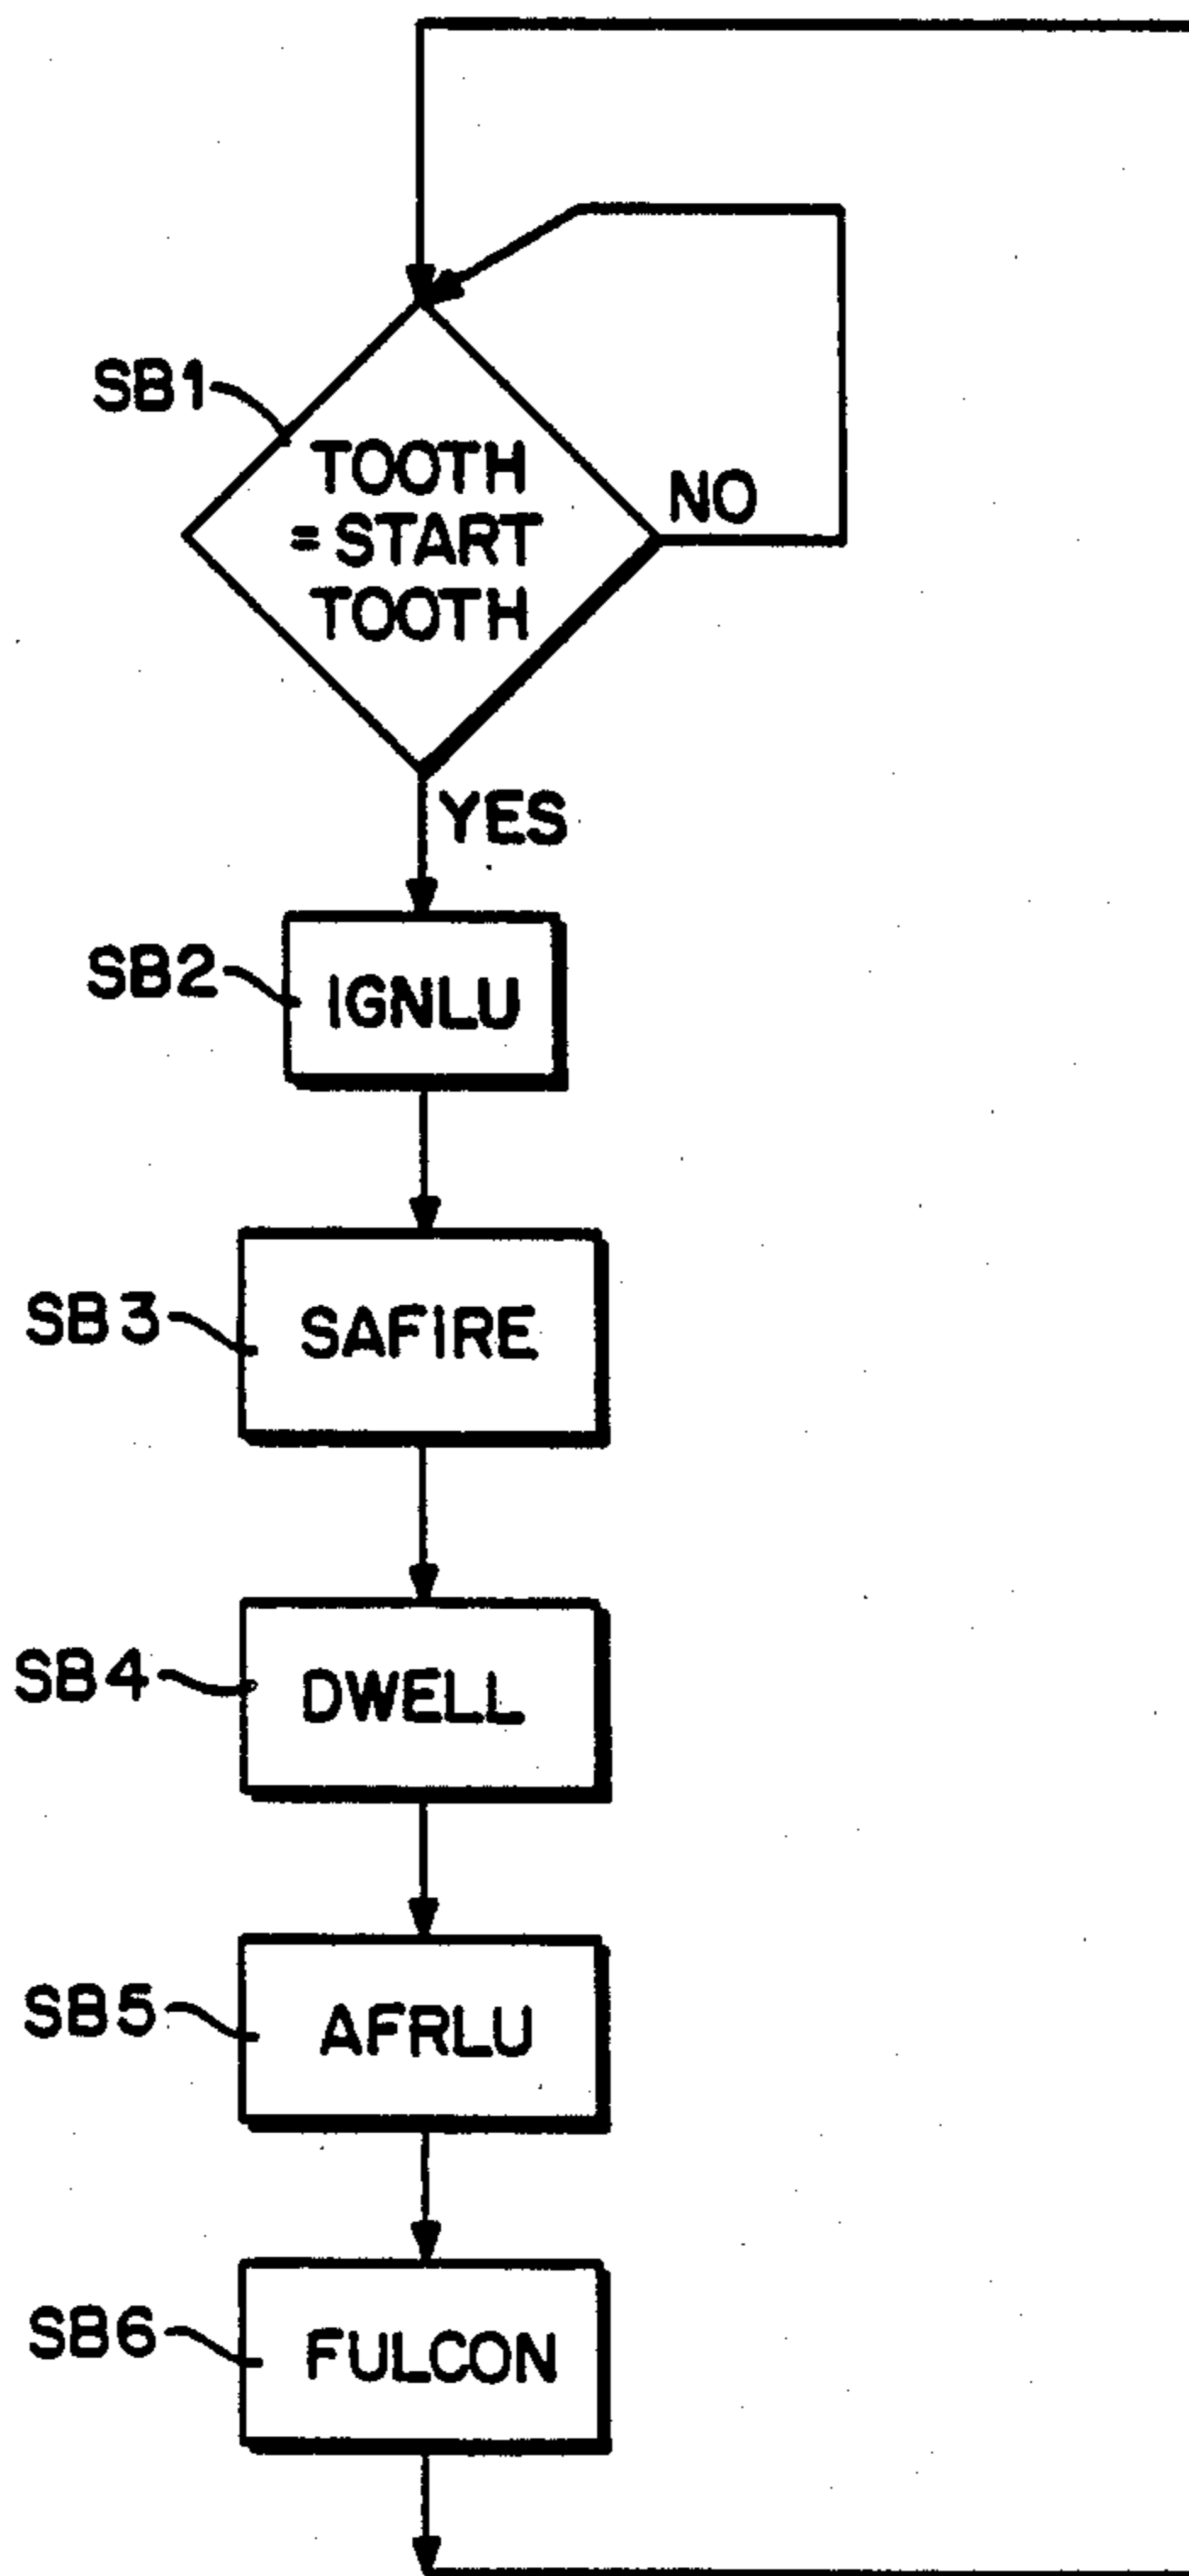 SB1
TOOTH
= START
TOOTH
NO
YES
SB2
IGNLU
SB3
SAFIRE
SB4
DWELL
SB5
AFRLU
SB6
FULCON